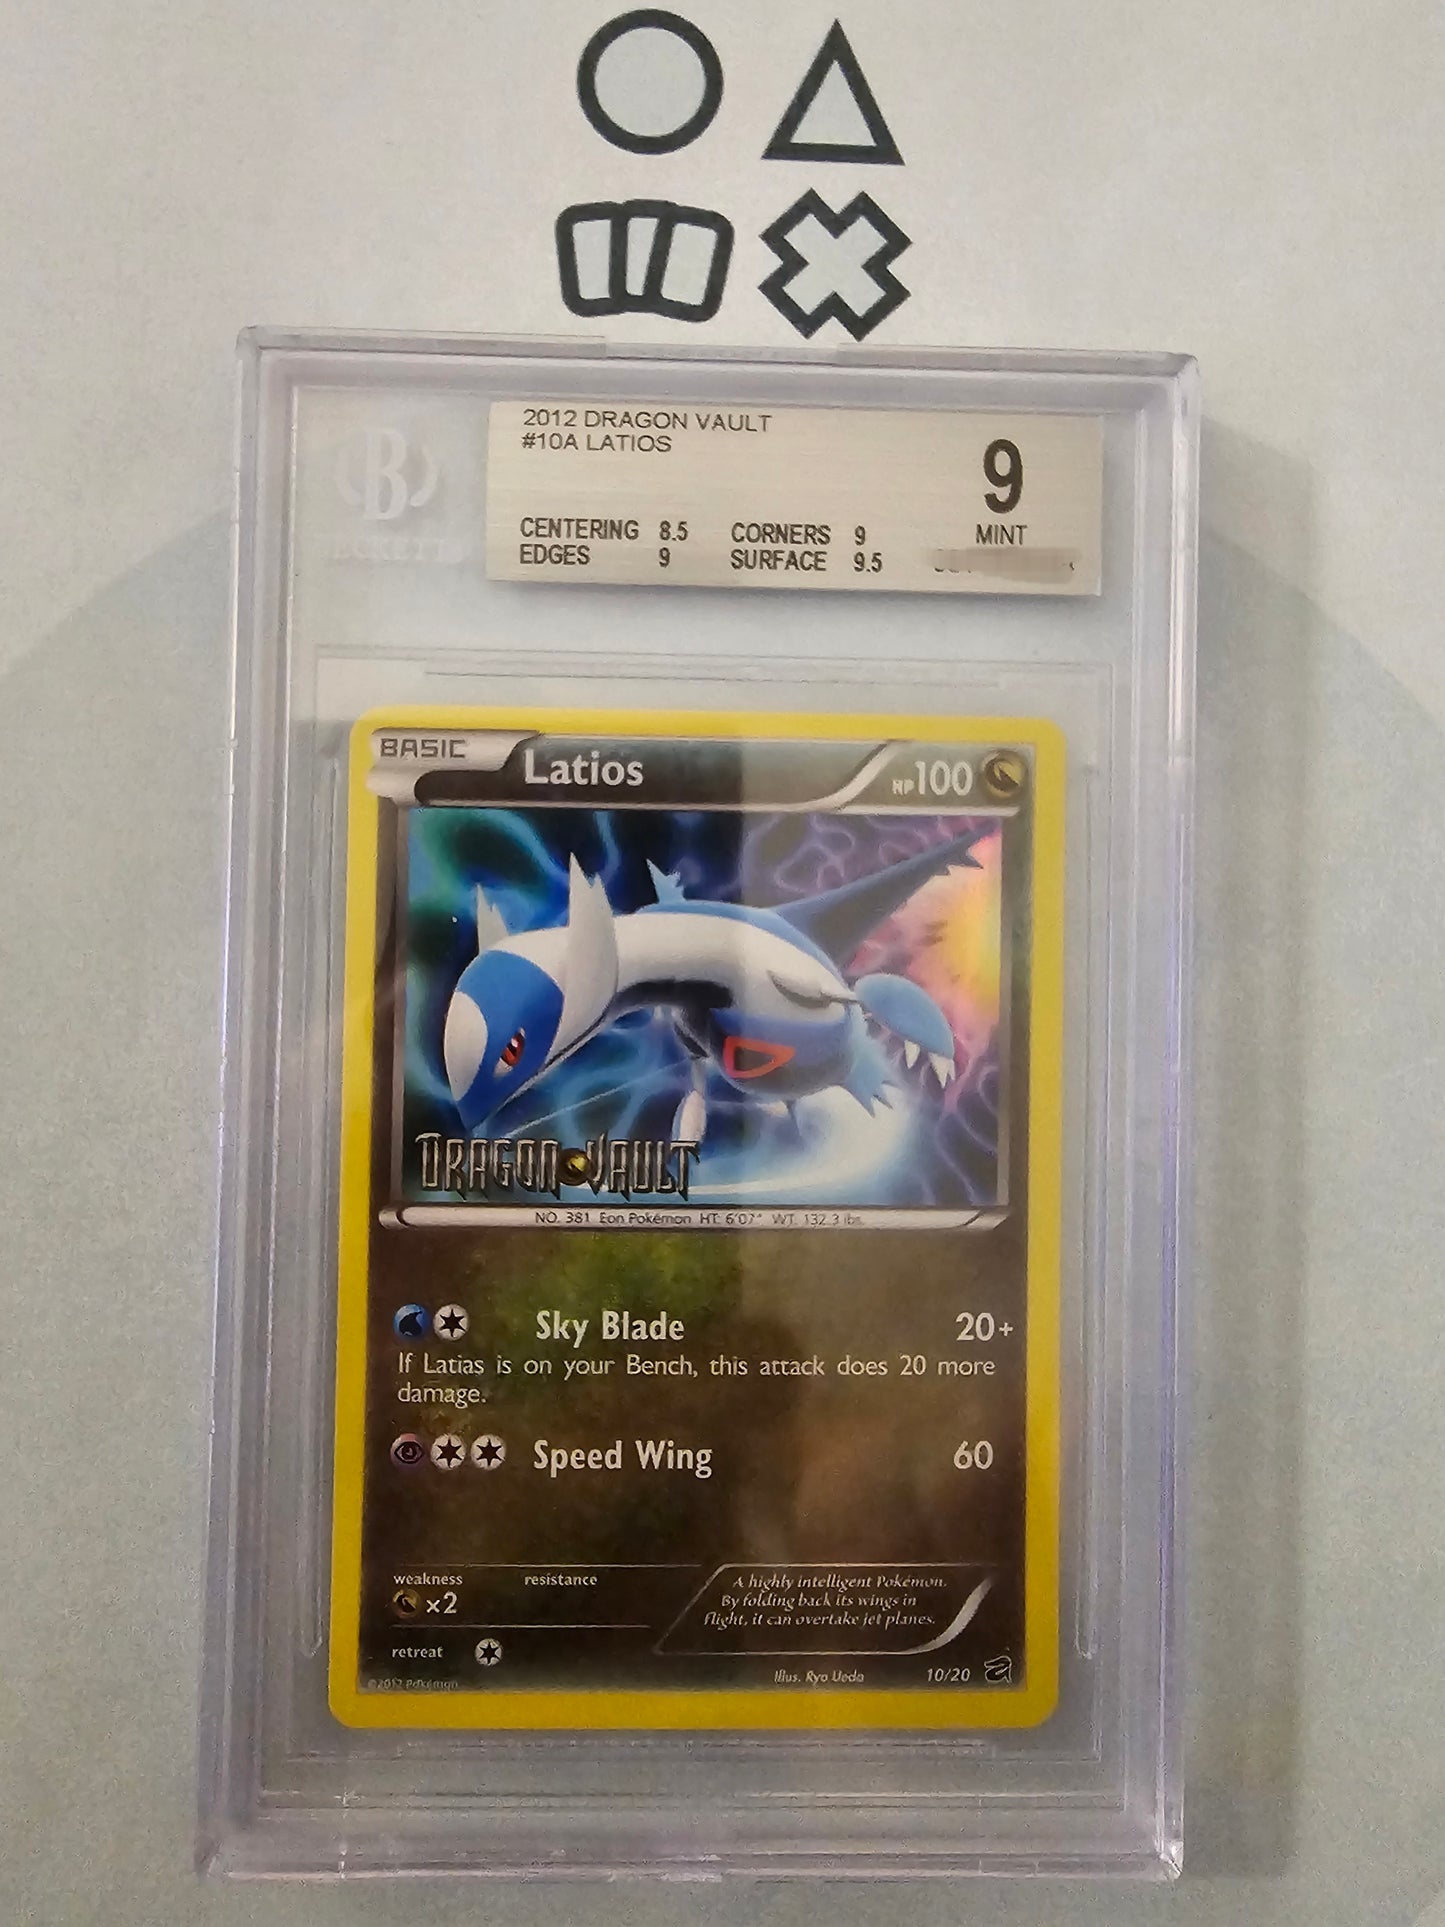 2012 DRAGON VAULT
#10A LATIOS
9
MINT
CENTERING 8.5 CORNERS 9
EDGES 9 SURFACE 9.5
B
BECKETT
BASIC Latios HP100
DRAGON VAULT
NO. 381 Eon Pokémon HT: 6'07" WT: 132.3 lbs.
Sky Blade 20+
If Latias is on your Bench, this attack does 20 more
damage.
Speed Wing 60
weakness resistance
×2
A highly intelligent Pokémon.
By folding back its wings in
flight, it can overtake jet planes.
retreat
©2012 Pokémon Illus. Ryo Ueda 10/20